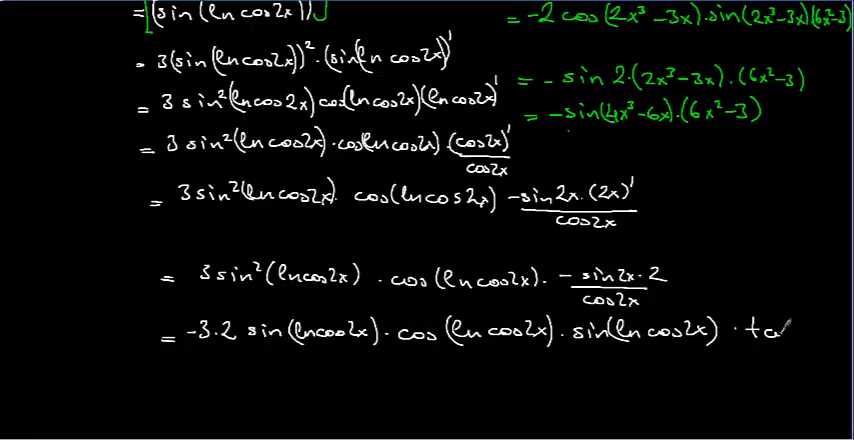 = [(sin(ln cos2x))]
= 3(sin(ln cos2x))² · (sin(ln cos2x))'
= 3 sin²(ln cos2x) cos(ln cos2x)(ln cos2x)'
= 3 sin²(ln cos2x) · cos(ln cos2x) · (cos2x)' / cos2x
= 3 sin²(ln cos2x) · cos(ln cos2x) -sin2x · (2x)' / cos2x
= 3 sin²(ln cos2x) · cos(ln cos2x) · - sin2x · 2 / cos2x
= -3·2 sin(ln cos2x) · cos(ln cos2x) · sin(ln cos2x) · ta
= -2 cos(2x³ - 3x) · sin(2x³ - 3x)(6x² - 3)
= - sin 2 · (2x³ - 3x) · (6x² - 3)
= - sin(4x³ - 6x) · (6x² - 3)